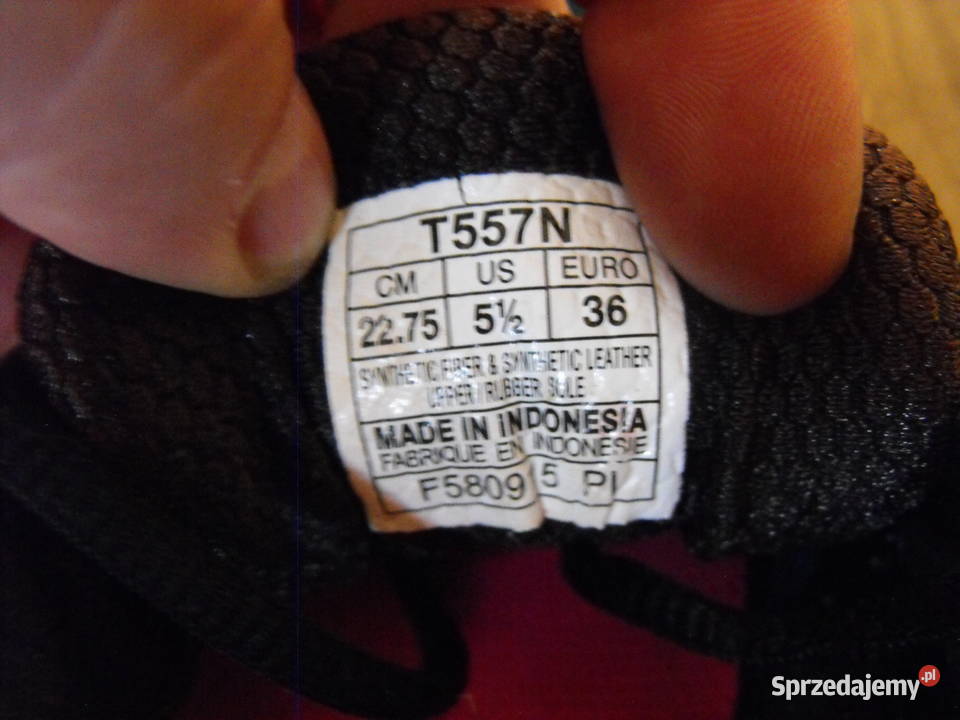 T557N
CM US EURO
22.75 5½ 36
SYNTHETIC FIBER & SYNTHETIC LEATHER
UPPER / RUBBER SOLE
MADE IN INDONESIA
FABRIQUE EN INDONESIE
F5809 5 PI
Sprzedajemy.pl